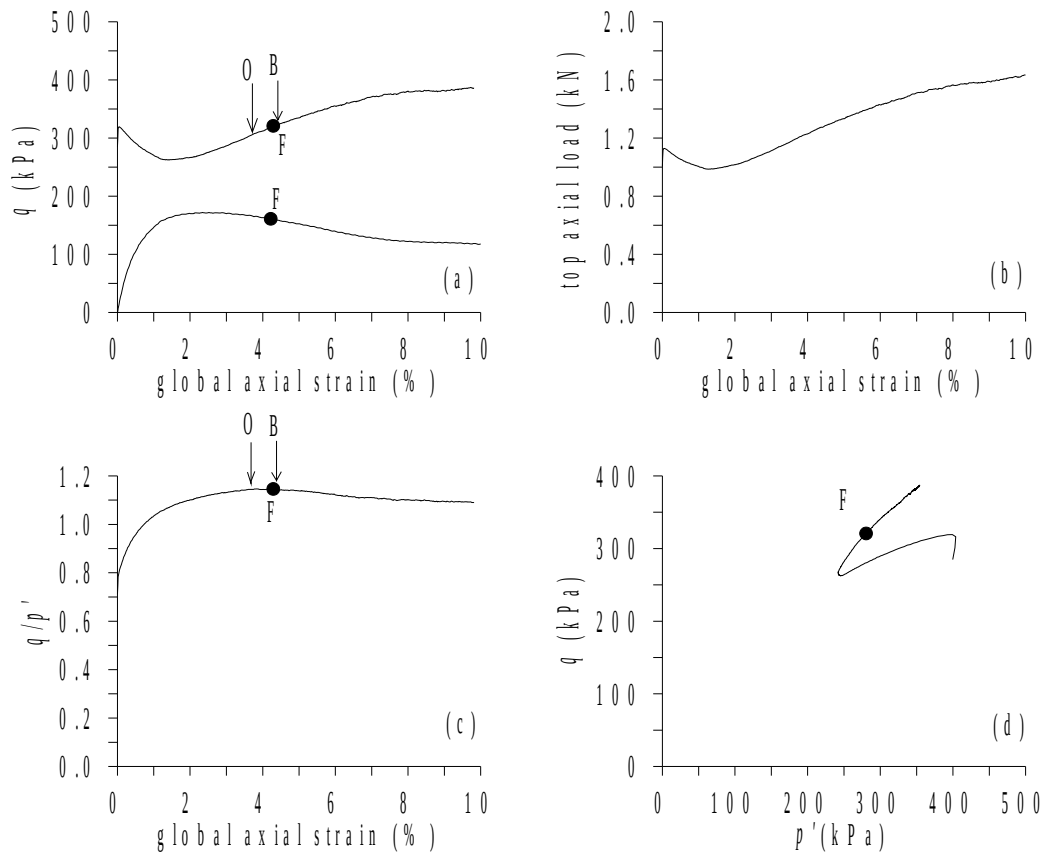 500
400
300
200
100
0
q (kPa)
O
B
F
F
(a)
0 2 4 6 8 10
global axial strain (%)
2.0
1.6
1.2
0.8
0.4
0.0
top axial load (kN)
(b)
0 2 4 6 8 10
global axial strain (%)
O
B
1.2
1.0
0.8
0.6
0.4
0.2
0.0
q/p'
F
(c)
0 2 4 6 8 10
global axial strain (%)
400
300
200
100
0
q (kPa)
F
(d)
0 100 200 300 400 500
p' (kPa)